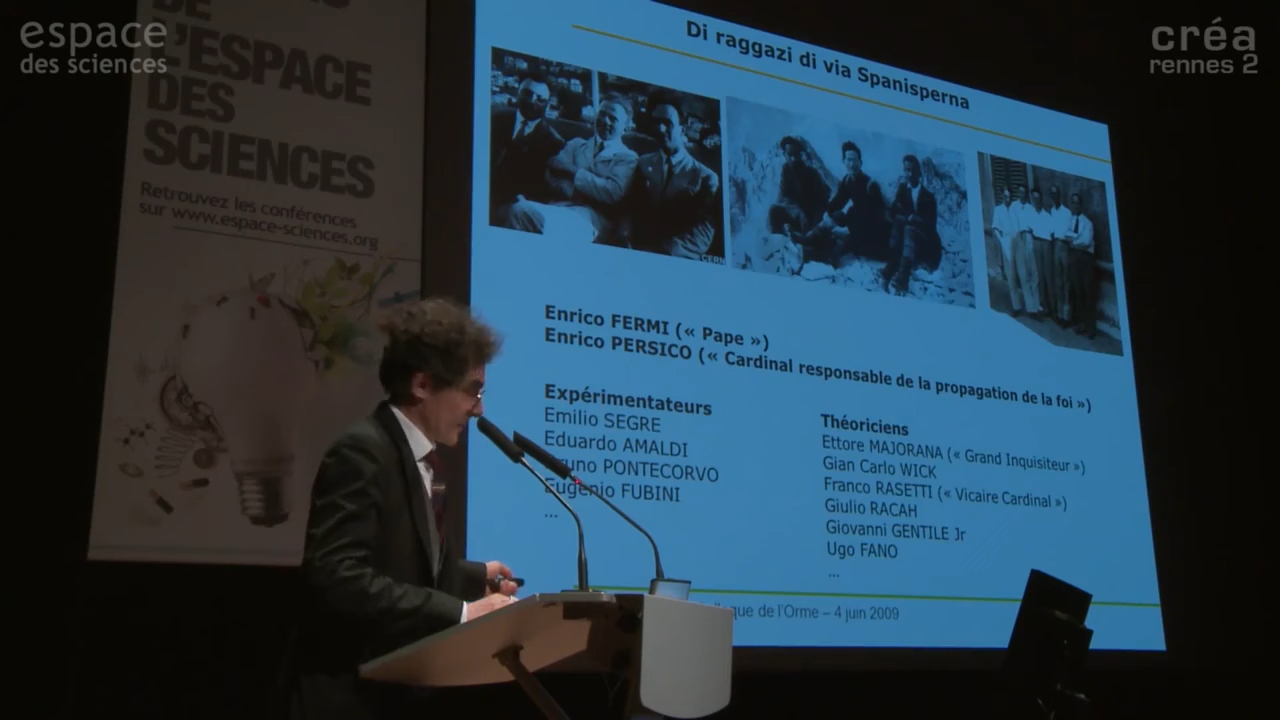 espace
des sciences
DE
L'ESPACE
DES
SCIENCES
Retrouvez les conférences
sur www.espace-sciences.org
créa
rennes 2
Di raggazi di via Spanisperna
CERN
Enrico FERMI (« Pape »)
Enrico PERSICO (« Cardinal responsable de la propagation de la foi »)
Expérimentateurs
Emilio SEGRE
Eduardo AMALDI
Bruno PONTECORVO
Eugenio FUBINI
...
Théoriciens
Ettore MAJORANA (« Grand Inquisiteur »)
Gian Carlo WICK
Franco RASETTI (« Vicaire Cardinal »)
Giulio RACAH
Giovanni GENTILE Jr
Ugo FANO
...
que de l'Orme – 4 juin 2009